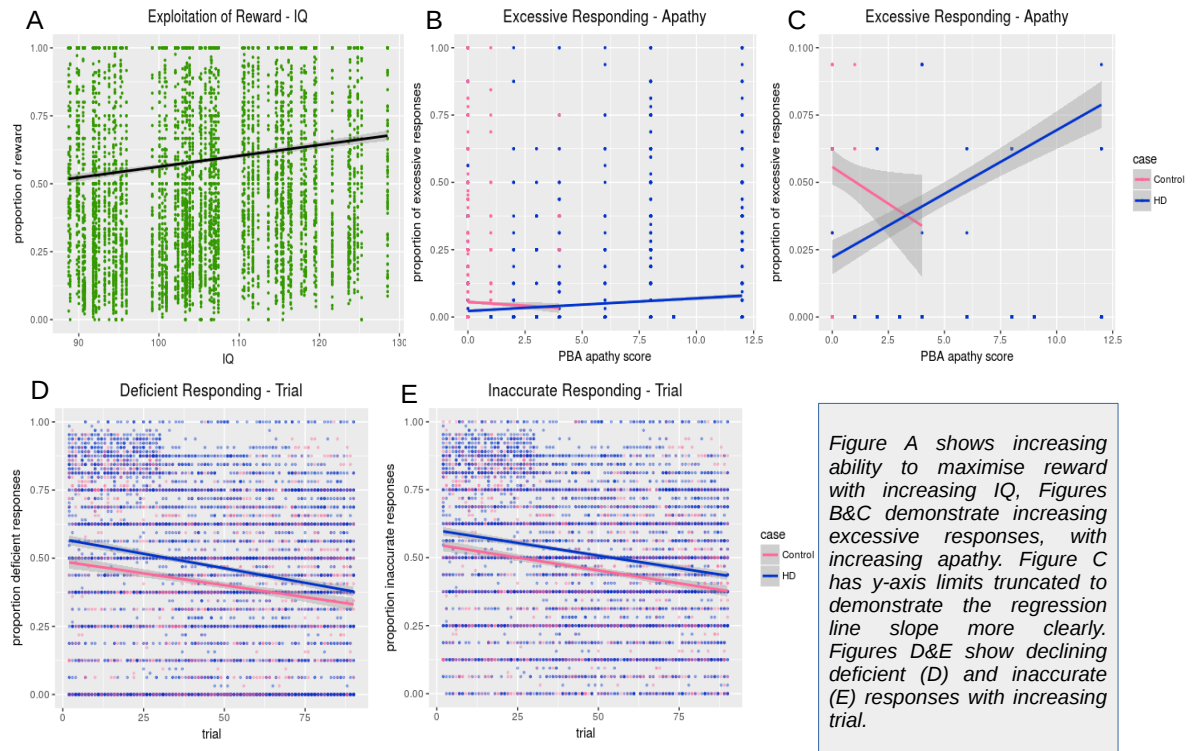 A
Exploitation of Reward - IQ
1.00
0.75
0.50
0.25
0.00
proportion of reward
90
100
110
120
130
IQ
B
Excessive Responding - Apathy
1.00
0.75
0.50
0.25
0.00
proportion of excessive responses
0.0
2.5
5.0
7.5
10.0
12.5
PBA apathy score
C
Excessive Responding - Apathy
0.100
0.075
0.050
0.025
0.000
proportion of excessive responses
0.0
2.5
5.0
7.5
10.0
12.5
PBA apathy score
case
Control
HD
D
Deficient Responding - Trial
1.00
0.75
0.50
0.25
0.00
proportion deficient responses
0
25
50
75
trial
E
Inaccurate Responding - Trial
1.00
0.75
0.50
0.25
0.00
proportion inaccurate responses
0
25
50
75
trial
case
Control
HD
Figure A shows increasing
ability to maximise reward
with increasing IQ, Figures
B&C demonstrate increasing
excessive responses, with
increasing apathy. Figure C
has y-axis limits truncated to
demonstrate the regression
line slope more clearly.
Figures D&E show declining
deficient (D) and inaccurate
(E) responses with increasing
trial.